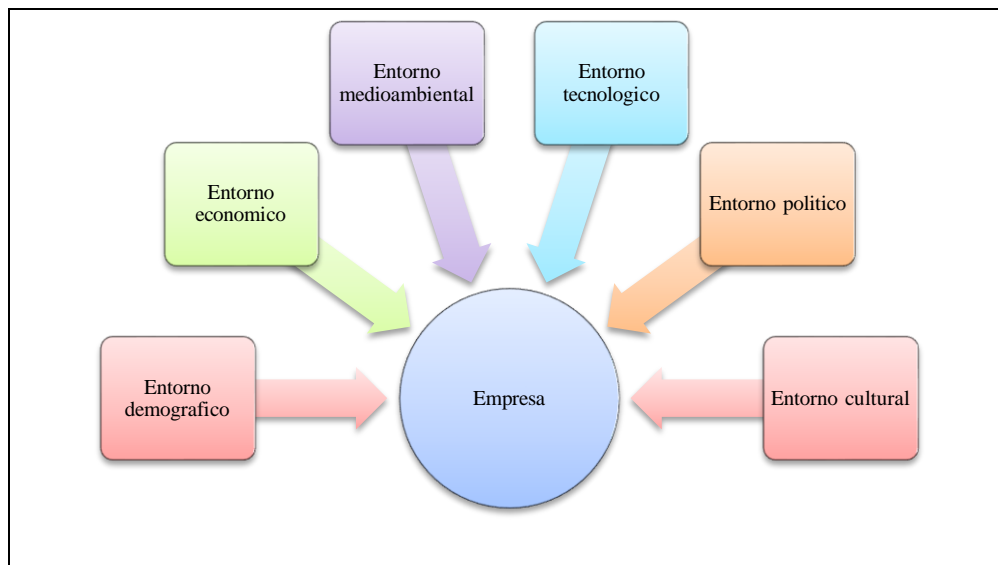 Entorno
medioambiental
Entorno
tecnologico
Entorno
economico
Entorno politico
Entorno
demografico
Empresa
Entorno cultural